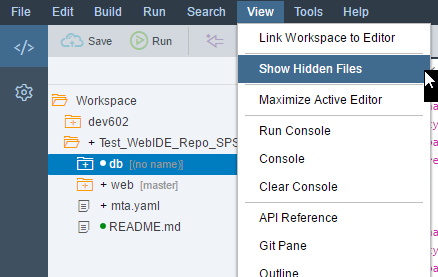 File Edit Build Run Search View Tools Help
Save Run
Link Workspace to Editor
Show Hidden Files
Maximize Active Editor
Run Console
Console
Clear Console
API Reference
Git Pane
Outline
Workspace
dev602
+ Test_WebIDE_Repo_SPS
db [(no name)]
+ web [master]
+ mta.yaml
README.md